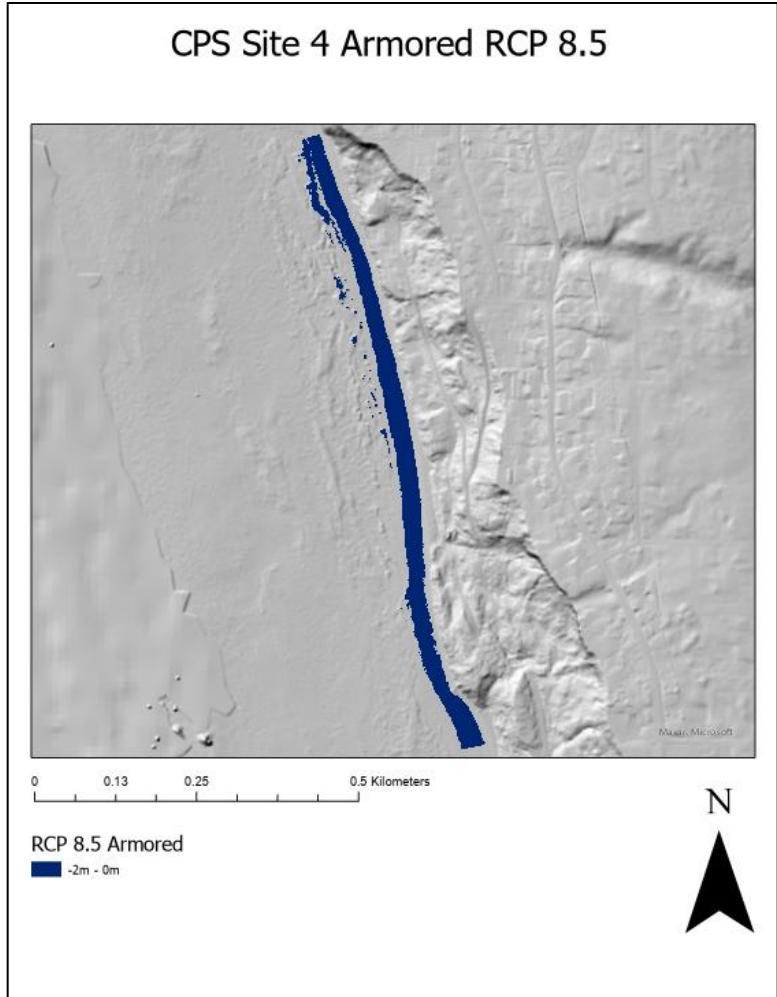 CPS Site 4 Armored RCP 8.5
Maxar, Microsoft
0 0.13 0.25 0.5 Kilometers
N
RCP 8.5 Armored
-2m - 0m